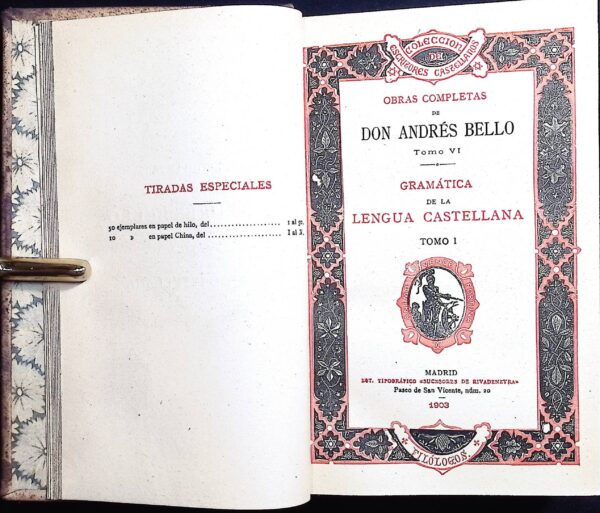 TIRADAS ESPECIALES
50 ejemplares en papel de hilo, del.................... 1 al 50.
10 » en papel China, del...................... I al X.
COLECCION
DE
ESCRITORES CASTELLANOS
OBRAS COMPLETAS
DE
DON ANDRÉS BELLO
Tomo VI
GRAMÁTICA
DE LA
LENGUA CASTELLANA
TOMO I
MADRID
EST. TIPOGRÁFICO «SUCESORES DE RIVADENEYRA»
Paseo de San Vicente, núm. 20
1903
FILÓLOGOS